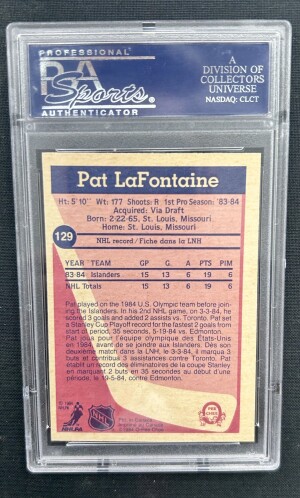 PROFESSIONAL
PSA
Sports
AUTHENTICATOR
A
DIVISION OF
COLLECTORS
UNIVERSE
NASDAQ: CLCT
Pat LaFontaine
Ht: 5'10" Wt: 177 Shoots: R 1st Pro Season: '83-84
Acquired: Via Draft
Born: 2-22-65, St. Louis, Missouri
Home: St. Louis, Missouri
129
NHL record/Fiche dans la LNH
YEAR TEAM GP G. A PTS PIM
83-84 Islanders 15 13 6 19 6
NHL Totals 15 13 6 19 6
Pat played on the 1984 U.S. Olympic team before join-
ing the Islanders. In his 2nd NHL game, on 3-3-84, he
scored 3 goals and added 2 assists vs. Toronto. Pat
set a Stanley Cup Playoff record for the fastest 2 goals from
start of period, 35 seconds, 5-19-84 vs. Edmonton.
Pat joua pour l'équipe olympique des États-Unis
en 1984, avant de se joindre aux Islanders. Dès son
deuxième match dans la LNH, le 3-3-84, il marqua 3
buts et contribua 3 assistances contre Toronto. Pat
établit un record des éliminatoires de la coupe Stanley
en marquant 2 buts en 35 secondes au début d'une
période, le 19-5-84, contre Edmonton.
NHLPA
NHL